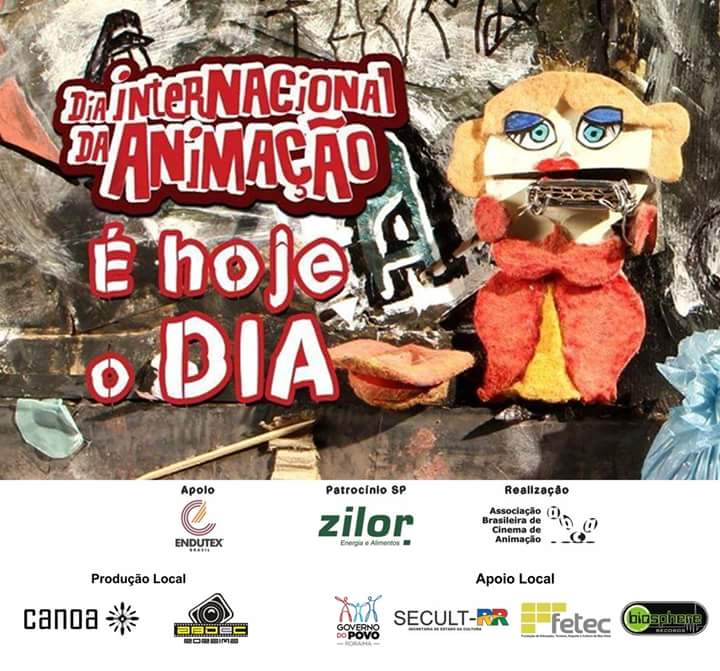 Dia internacional
da Animação
É hoje
o DIA
Apoio
Patrocínio SP
Realização
ENDUTEX
BRASIL
zilor
Energia e Alimentos
Associação
Brasileira de
Cinema de
Animação
Produção Local
Apoio Local
canoa
RORAIMA
GOVERNO
DO POVO
RORAIMA
SECULT-RR
SECRETARIA DE ESTADO DA CULTURA
fetec
biosphere
RECORDS